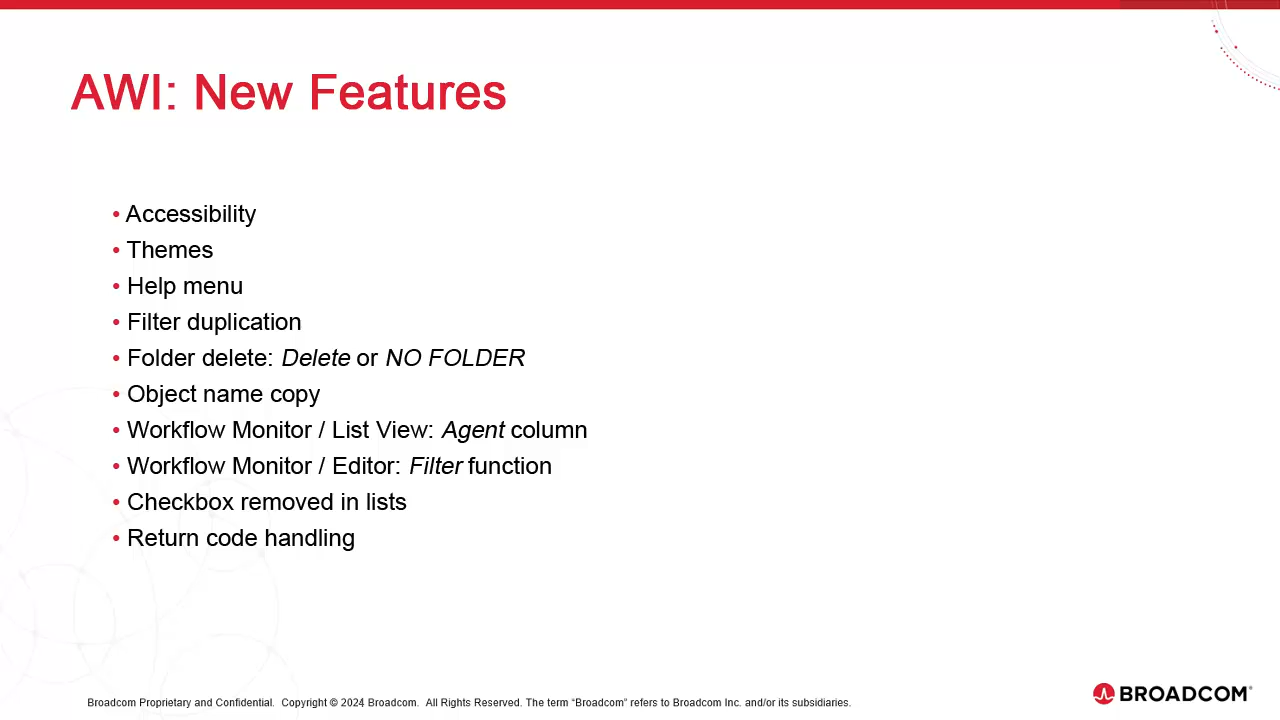 AWI: New Features
• Accessibility
• Themes
• Help menu
• Filter duplication
• Folder delete: Delete or NO FOLDER
• Object name copy
• Workflow Monitor / List View: Agent column
• Workflow Monitor / Editor: Filter function
• Checkbox removed in lists
• Return code handling
Broadcom Proprietary and Confidential. Copyright © 2024 Broadcom. All Rights Reserved. The term “Broadcom” refers to Broadcom Inc. and/or its subsidiaries.
BROADCOM®